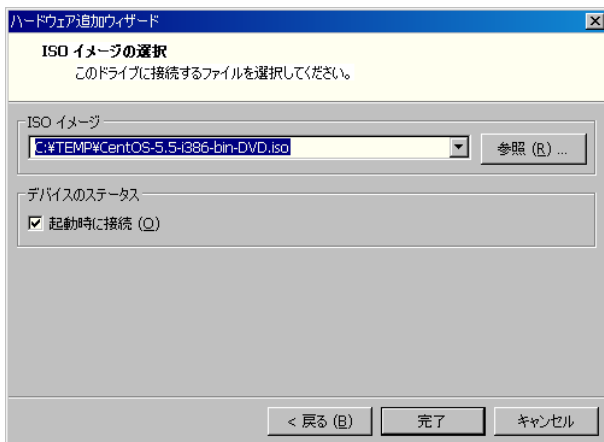 ハードウェア追加ウィザード
ISO イメージの選択
このドライブに接続するファイルを選択してください。
ISO イメージ
C:¥TEMP¥CentOS-5.5-i386-bin-DVD.iso
参照 (R) ...
デバイスのステータス
起動時に接続 (O)
< 戻る (B)
完了
キャンセル